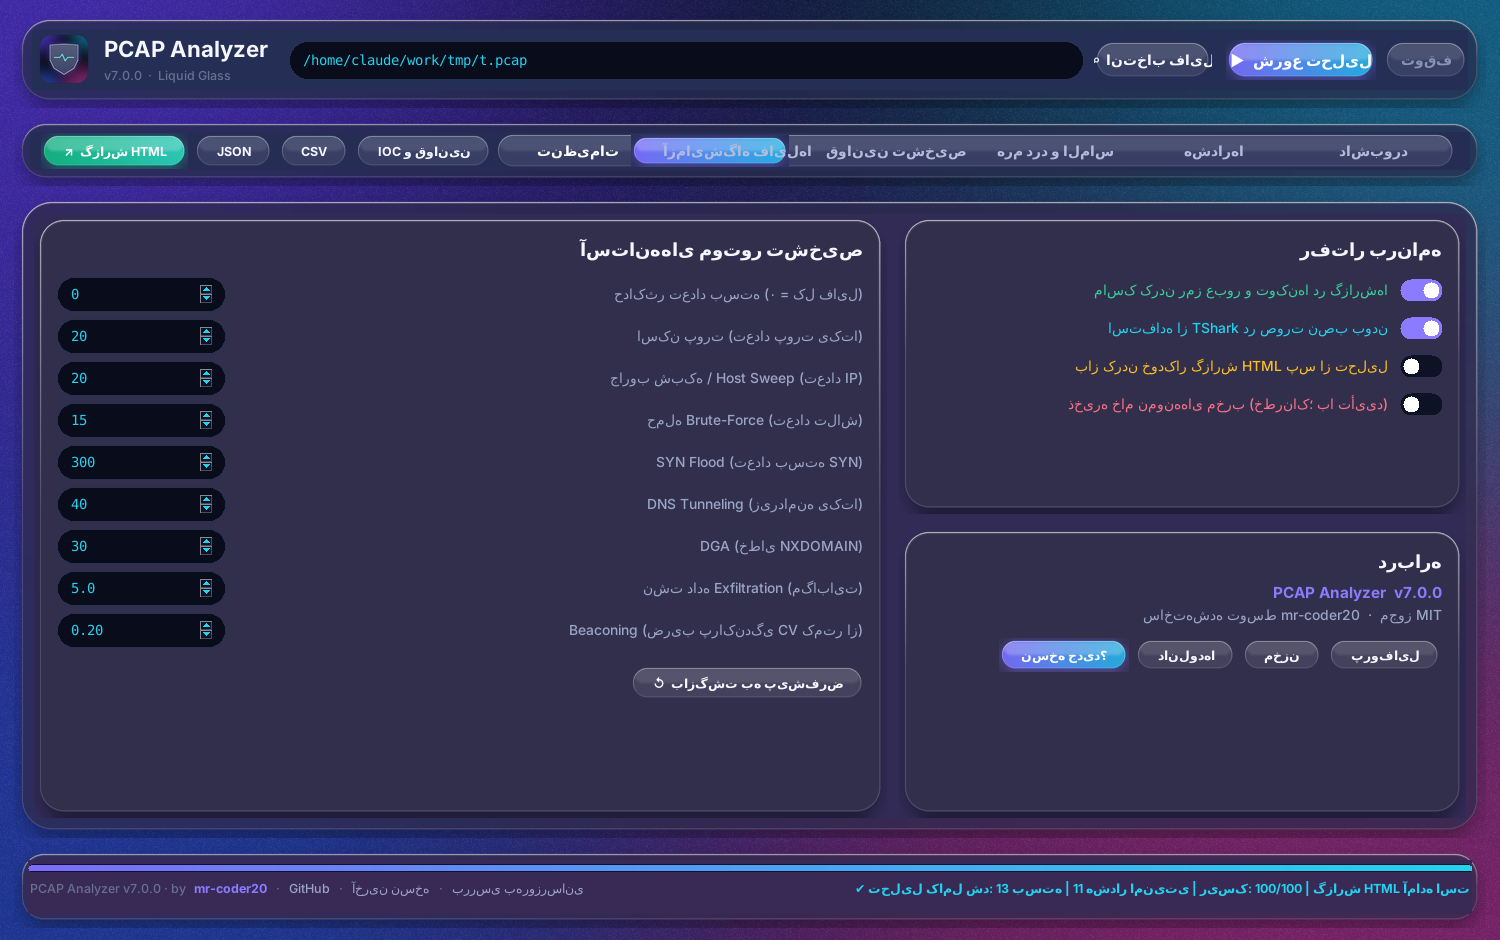 PCAP Analyzer
v7.0.0 · Liquid Glass
/home/claude/work/tmp/t.pcap
انتخاب فایل
▶ شروع تحلیل
توقف
↗ گزارش HTML
JSON
CSV
قوانین و IOC
تنظیمات
آزمایشگاه فایل‌ها
قوانین تشخیص
هرم درد و الماس
هشدارها
داشبورد
رفتار برنامه
ماسک کردن رمز عبور و توکن‌ها در گزارش‌ها
استفاده از TShark در صورت نصب بودن
باز کردن خودکار HTML گزارش پس از تحلیل
ذخیره خام نمونه‌های مخرب (خطرناک؛ با تأیید)
آستانه‌های موتور تشخیص
حداکثر تعداد بسته (۰ = کل فایل)
0
اسکن پورت (تعداد پورت یکتا)
20
جاروب شبکه / Host Sweep (تعداد IP)
20
حمله Brute-Force (تعداد تلاش)
15
SYN Flood (تعداد بسته SYN)
300
DNS Tunneling (زیردامنه یکتا)
40
DGA (خطای NXDOMAIN)
30
نشت داده Exfiltration (مگابایت)
5.0
Beaconing (ضریب پراکندگی CV کمتر از)
0.20
↺ بازگشت به پیش‌فرض
درباره
PCAP Analyzer v7.0.0
ساخته‌شده توسط mr-coder20 · مجوز MIT
نسخه جدید؟
دانلودها
مخزن
پروفایل
PCAP Analyzer v7.0.0 · by mr-coder20 · GitHub · آخرین نسخه · بررسی به‌روزرسانی
✔ تحلیل کامل شد: 13 بسته | 11 هشدار امنیتی | ریسک: 100/100 | گزارش HTML آماده است